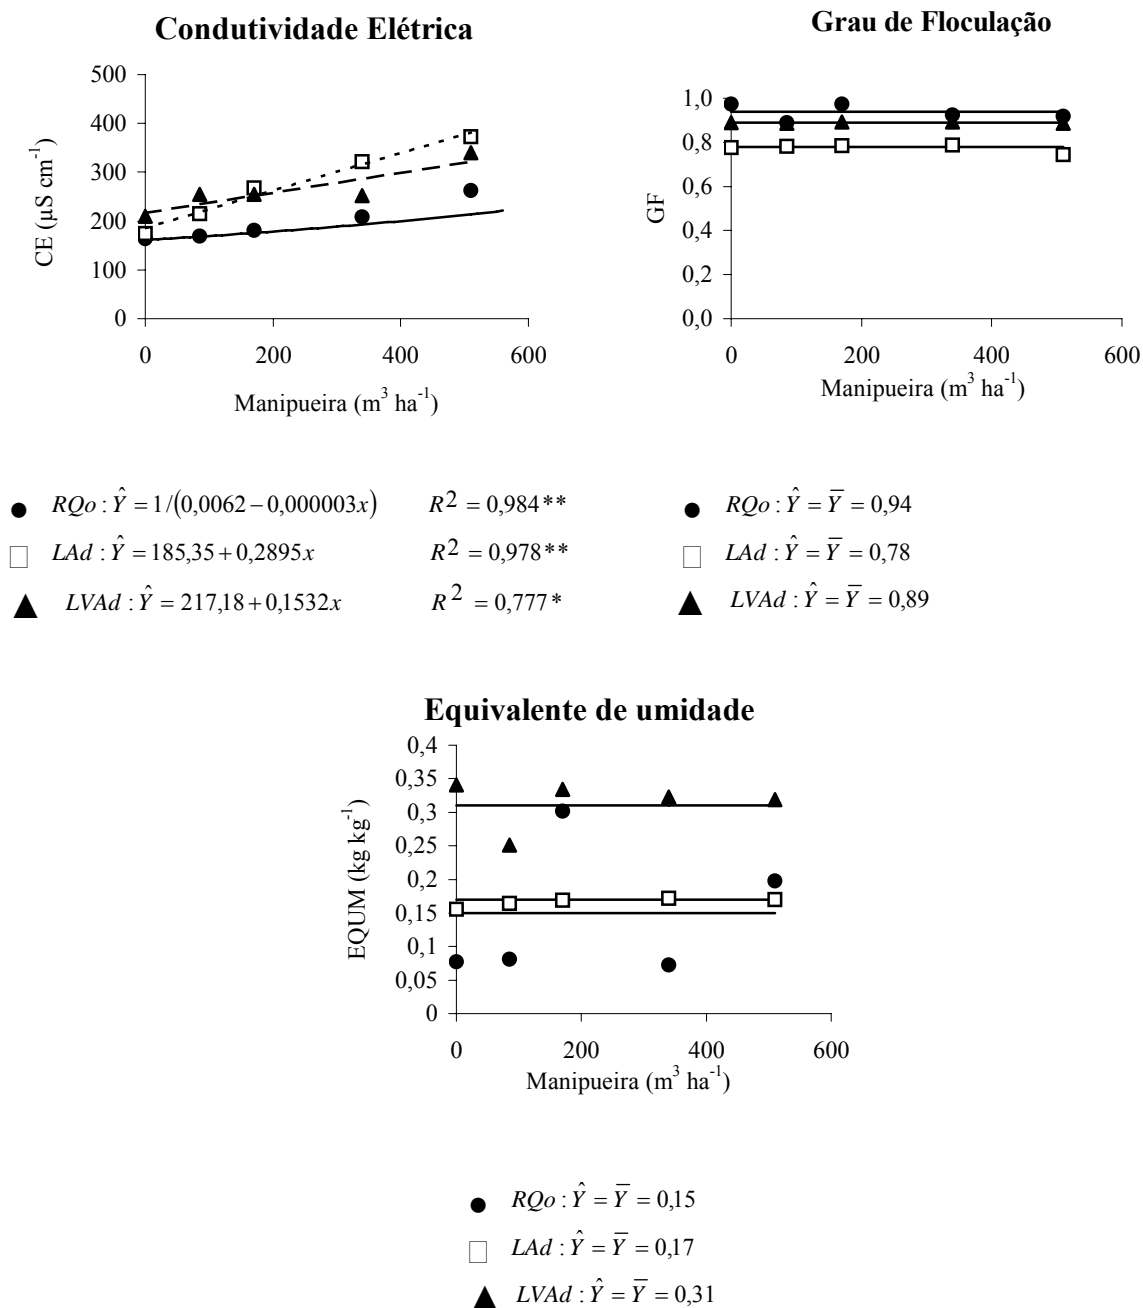 Condutividade Elétrica
500
400
300
200
100
0
CE (µS cm⁻¹)
0 200 400 600
Manipueira (m³ ha⁻¹)
Grau de Floculação
1,0
0,8
0,6
0,4
0,2
0,0
GF
0 200 400 600
Manipueira (m³ ha⁻¹)
RQo : Ŷ = 1/(0,0062 − 0,000003x) R² = 0,984 **
LAd : Ŷ = 185,35 + 0,2895x R² = 0,978 **
LVAd : Ŷ = 217,18 + 0,1532x R² = 0,777 *
RQo : Ŷ = Y̅ = 0,94
LAd : Ŷ = Y̅ = 0,78
LVAd : Ŷ = Y̅ = 0,89
Equivalente de umidade
0,4
0,35
0,3
0,25
0,2
0,15
0,1
0,05
0
EQUM (kg kg⁻¹)
0 200 400 600
Manipueira (m³ ha⁻¹)
RQo : Ŷ = Y̅ = 0,15
LAd : Ŷ = Y̅ = 0,17
LVAd : Ŷ = Y̅ = 0,31